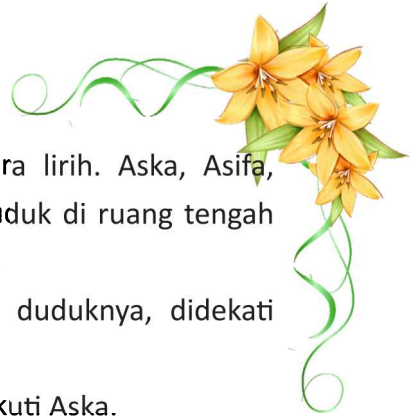 ra lirih. Aska, Asifa,
duk di ruang tengah
duduknya, didekati
kuti Aska.